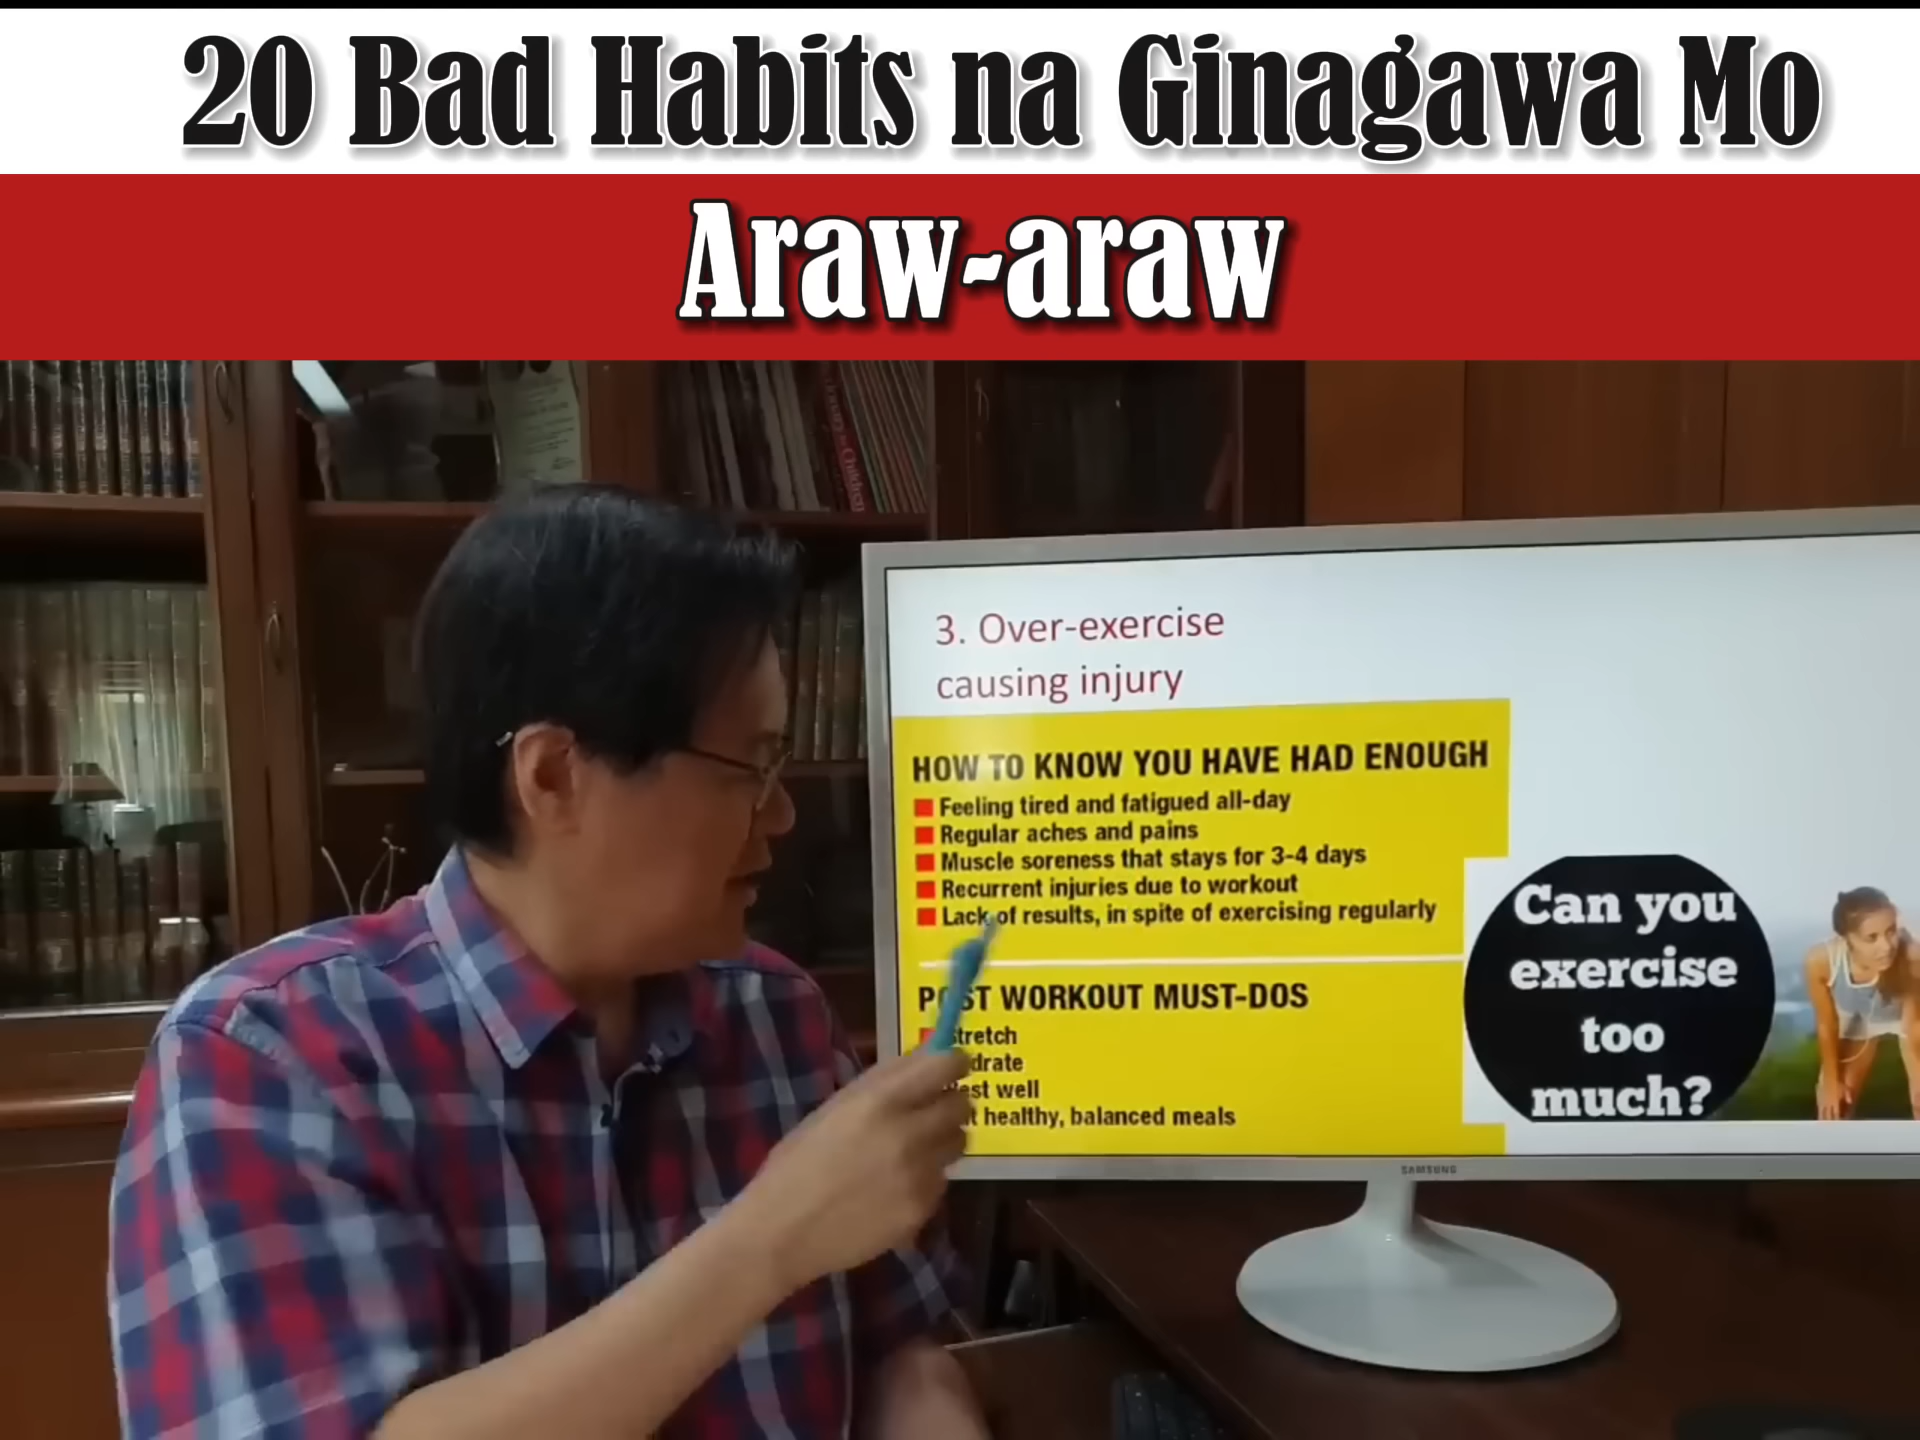 20 Bad Habits na Ginagawa Mo
Araw-araw
3. Over-exercise
causing injury
HOW TO KNOW YOU HAVE HAD ENOUGH
Feeling tired and fatigued all-day
Regular aches and pains
Muscle soreness that stays for 3-4 days
Recurrent injuries due to workout
Lack of results, in spite of exercising regularly
POST WORKOUT MUST-DOS
Stretch
drate
est well
t healthy, balanced meals
Can you
exercise
too
much?
SAMSUNG